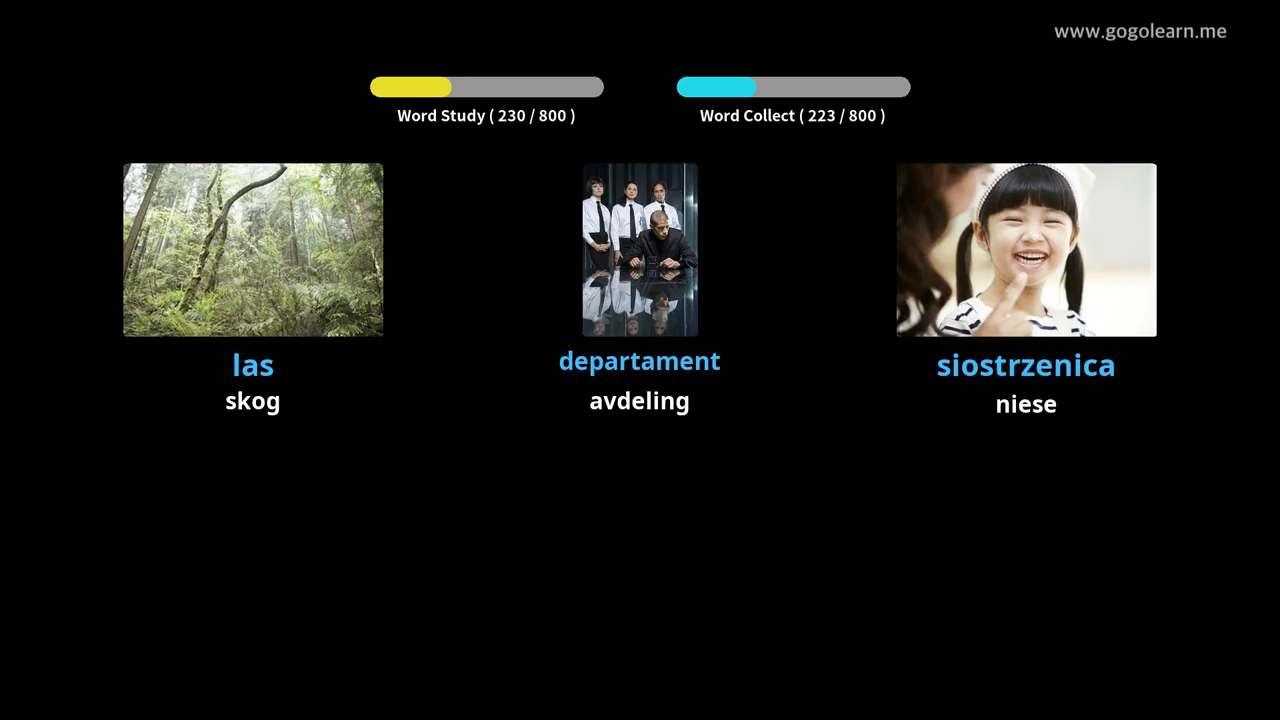 www.gogolearn.me
Word Study ( 230 / 800 )
Word Collect ( 223 / 800 )
las
departament
siostrzenica
skog
avdeling
niese